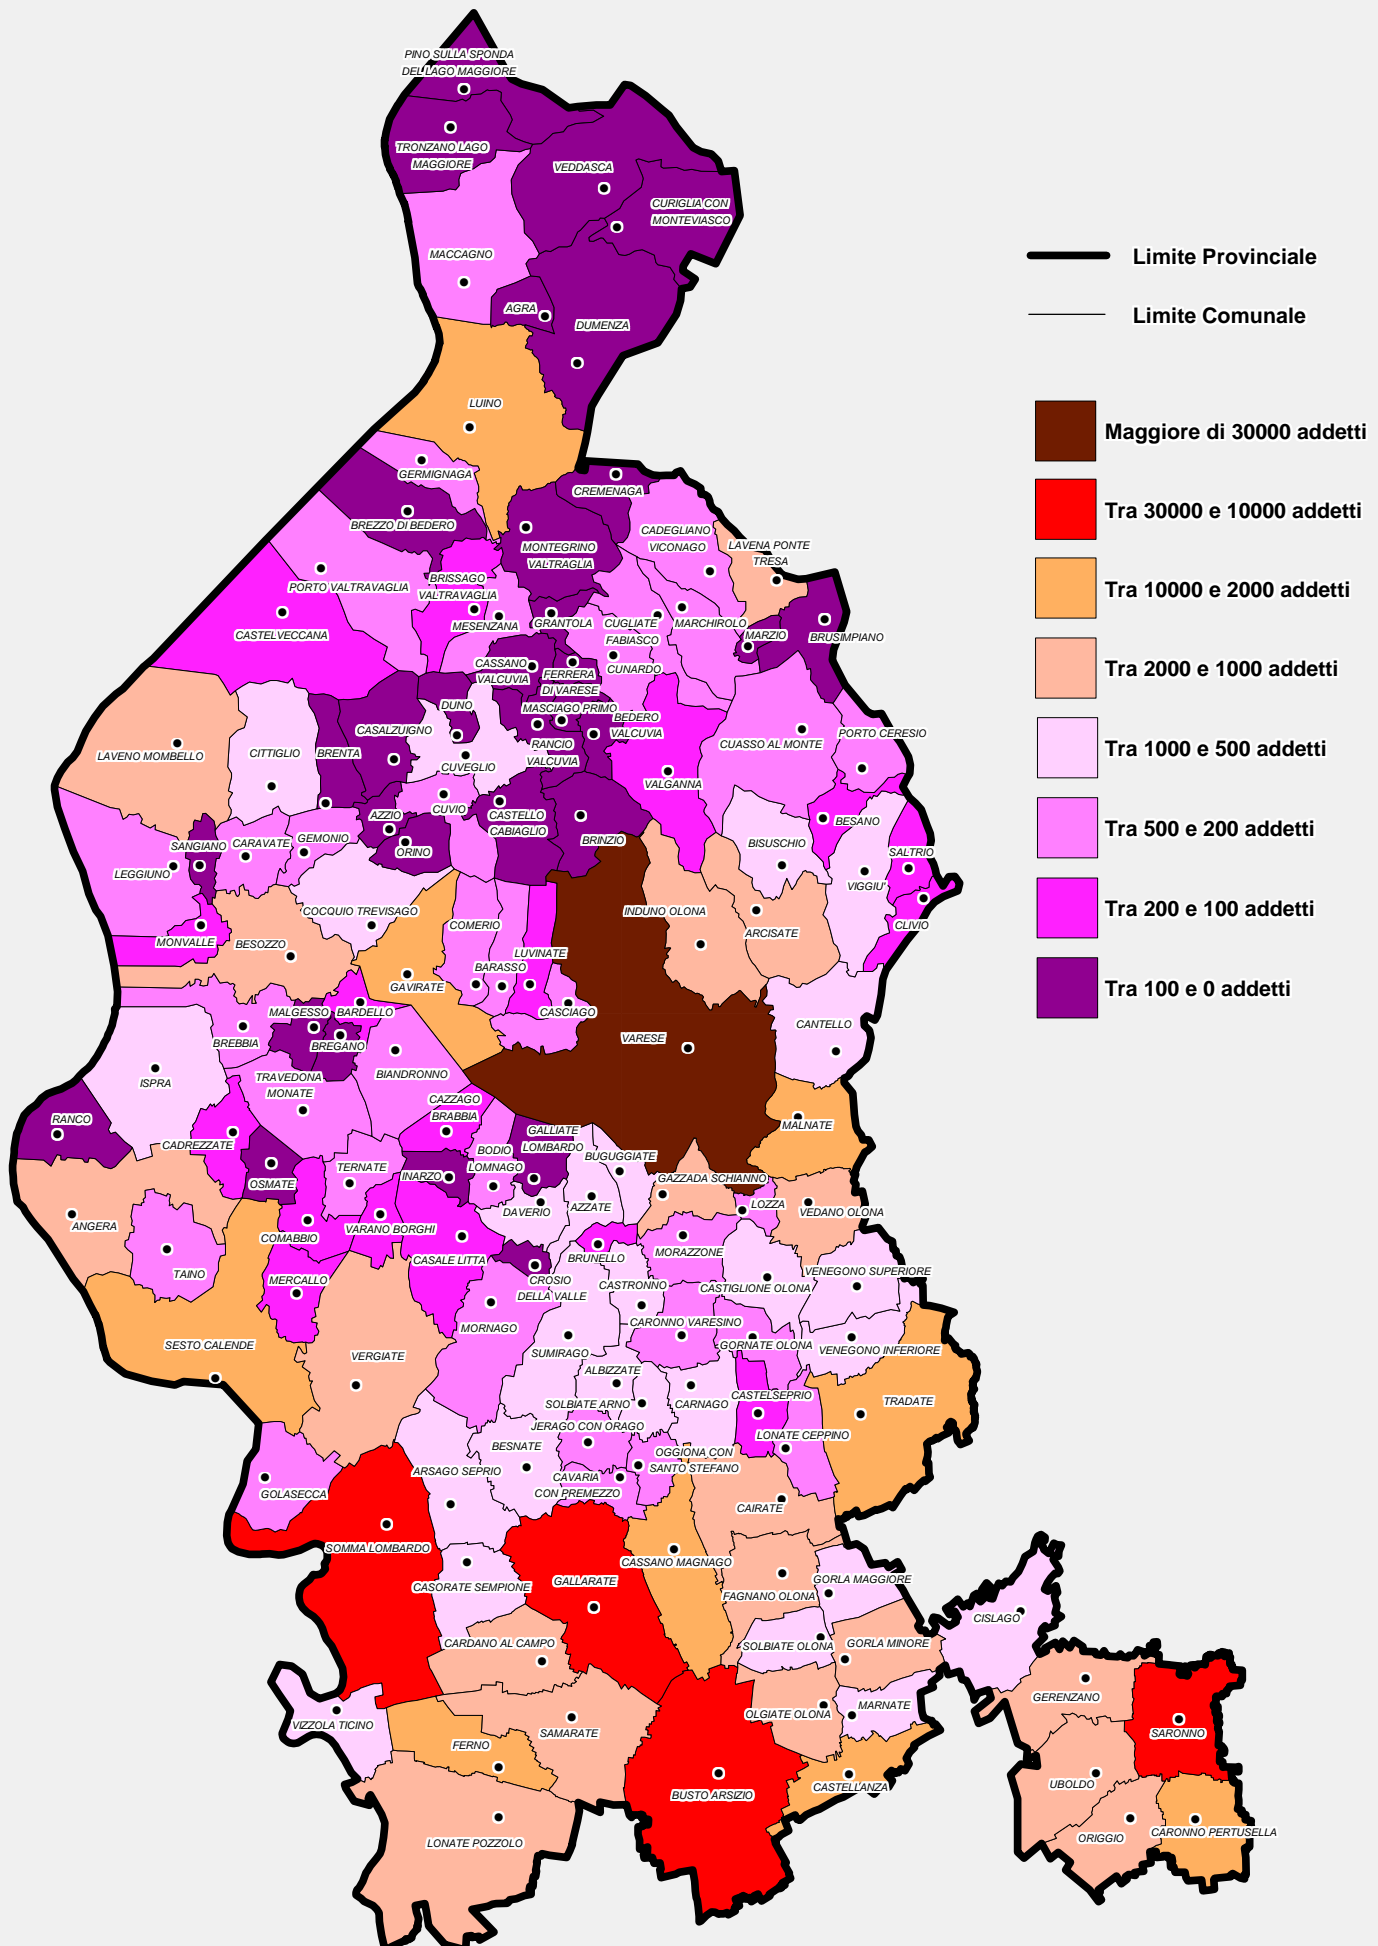 PINO SULLA SPONDA
DEL LAGO MAGGIORE
TRONZANO LAGO
MAGGIORE
VEDDASCA
CURIGLIA CON
MONTEVIASCO
MACCAGNO
AGRA
DUMENZA
Limite Provinciale
Limite Comunale
LUINO
Maggiore di 30000 addetti
GERMIGNAGA
CREMENAGA
Tra 30000 e 10000 addetti
BREZZO DI BEDERO
MONTEGRINO
VALTRAGLIA
CADEGLIANO
VICONAGO
LAVENA PONTE
TRESA
Tra 10000 e 2000 addetti
PORTO VALTRAVAGLIA
BRISSAGO
VALTRAVAGLIA
CASTELVECCANA
MESENZANA
GRANTOLA
CUGLIATE
FABIASCO
MARCHIROLO
MARZIO
BRUSIMPIANO
CASSANO
VALCUVIA
FERRERA
DI VARESE
CUNARDO
Tra 2000 e 1000 addetti
DUNO
MASCIAGO PRIMO
BEDERO
VALCUVIA
LAVENO MOMBELLO
CITTIGLIO
BRENTA
CASALZUIGNO
CUVEGLIO
RANCIO
VALCUVIA
CUASSO AL MONTE
PORTO CERESIO
Tra 1000 e 500 addetti
VALGANNA
CUVIO
AZZIO
CASTELLO
CABIAGLIO
BESANO
Tra 500 e 200 addetti
SANGIANO
CARAVATE
GEMONIO
ORINO
BRINZIO
BISUSCHIO
SALTRIO
LEGGIUNO
VIGGIU'
COCQUIO TREVISAGO
INDUNO OLONA
Tra 200 e 100 addetti
MONVALLE
BESOZZO
COMERIO
LUVINATE
ARCISATE
CLIVIO
GAVIRATE
BARASSO
Tra 100 e 0 addetti
MALGESSO
BARDELLO
CASCIAGO
BREBBIA
BREGANO
VARESE
CANTELLO
ISPRA
TRAVEDONA
MONATE
BIANDRONNO
RANCO
CAZZAGO
BRABBIA
MALNATE
CADREZZATE
BODIO
LOMNAGO
GALLIATE
LOMBARDO
BUGUGGIATE
OSMATE
TERNATE
INARZO
GAZZADA SCHIANNO
ANGERA
DAVERIO
AZZATE
LOZZA
VEDANO OLONA
COMABBIO
VARANO BORGHI
TAINO
CASALE LITTA
BRUNELLO
MORAZZONE
MERCALLO
CROSIO
DELLA VALLE
CASTRONNO
CASTIGLIONE OLONA
VENEGONO SUPERIORE
MORNAGO
CARONNO VARESINO
SESTO CALENDE
VERGIATE
SUMIRAGO
GORNATE OLONA
VENEGONO INFERIORE
ALBIZZATE
SOLBIATE ARNO
CARNAGO
CASTELSEPRIO
TRADATE
JERAGO CON ORAGO
LONATE CEPPINO
BESNATE
OGGIONA CON
SANTO STEFANO
ARSAGO SEPRIO
CAVARIA
CON PREMEZZO
GOLASECCA
CAIRATE
SOMMA LOMBARDO
CASSANO MAGNAGO
CASORATE SEMPIONE
GALLARATE
FAGNANO OLONA
GORLA MAGGIORE
CISLAGO
CARDANO AL CAMPO
SOLBIATE OLONA
GORLA MINORE
GERENZANO
VIZZOLA TICINO
OLGIATE OLONA
MARNATE
SAMARATE
SARONNO
FERNO
UBOLDO
BUSTO ARSIZIO
CASTELLANZA
LONATE POZZOLO
ORIGGIO
CARONNO PERTUSELLA